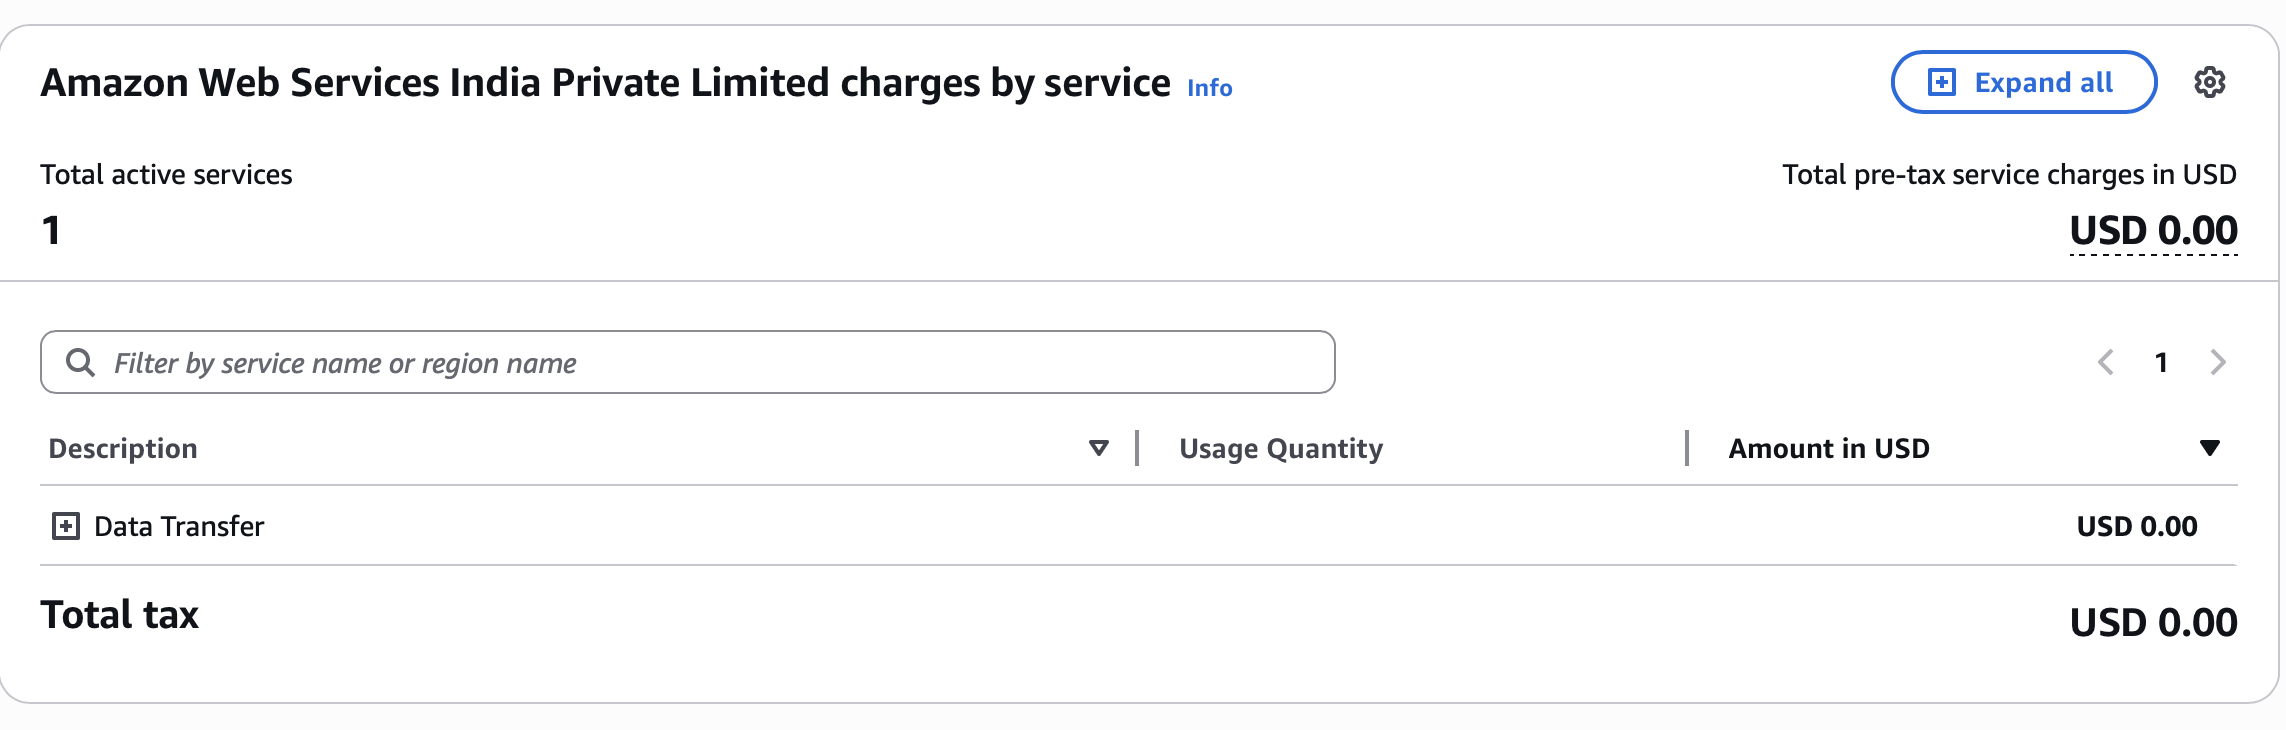 Amazon Web Services India Private Limited charges by service Info
Expand all
Total active services
1
Total pre-tax service charges in USD
USD 0.00
Filter by service name or region name
1
Description Usage Quantity Amount in USD
Data Transfer USD 0.00
Total tax USD 0.00